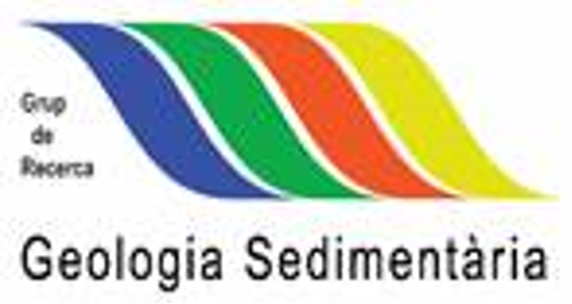 Grup
de
Recerca
Geologia Sedimentària